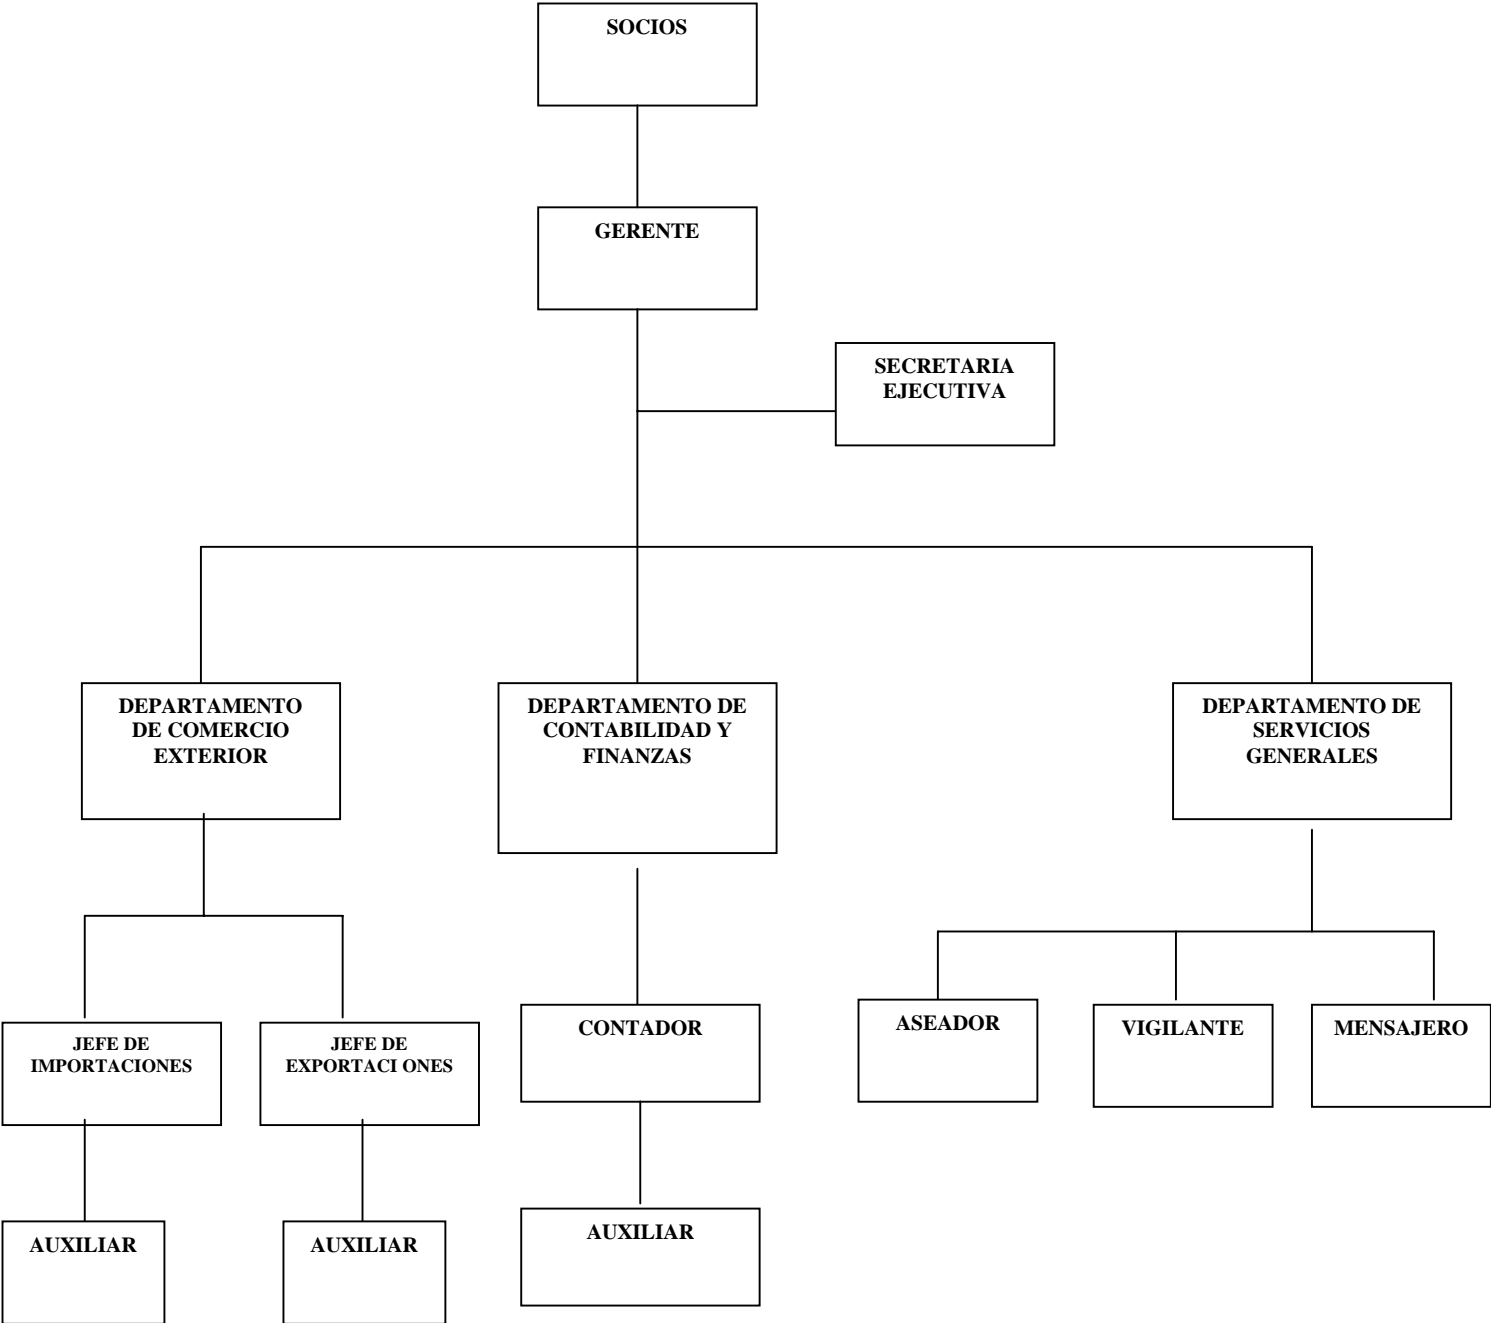 SOCIOS
GERENTE
SECRETARIA
EJECUTIVA
DEPARTAMENTO
DE COMERCIO
EXTERIOR
DEPARTAMENTO DE
CONTABILIDAD Y
FINANZAS
DEPARTAMENTO DE
SERVICIOS
GENERALES
JEFE DE
IMPORTACIONES
JEFE DE
EXPORTACI ONES
CONTADOR
ASEADOR
VIGILANTE
MENSAJERO
AUXILIAR
AUXILIAR
AUXILIAR